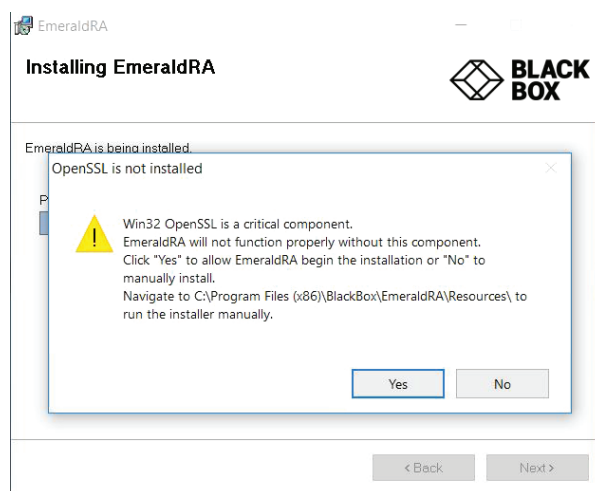 EmeraldRA
Installing EmeraldRA
BLACK
BOX
EmeraldRA is being installed.
OpenSSL is not installed
P
Win32 OpenSSL is a critical component.
EmeraldRA will not function properly without this component.
Click "Yes" to allow EmeraldRA begin the installation or "No" to
manually install.
Navigate to C:\Program Files (x86)\BlackBox\EmeraldRA\Resources\ to
run the installer manually.
Yes No
< Back Next >